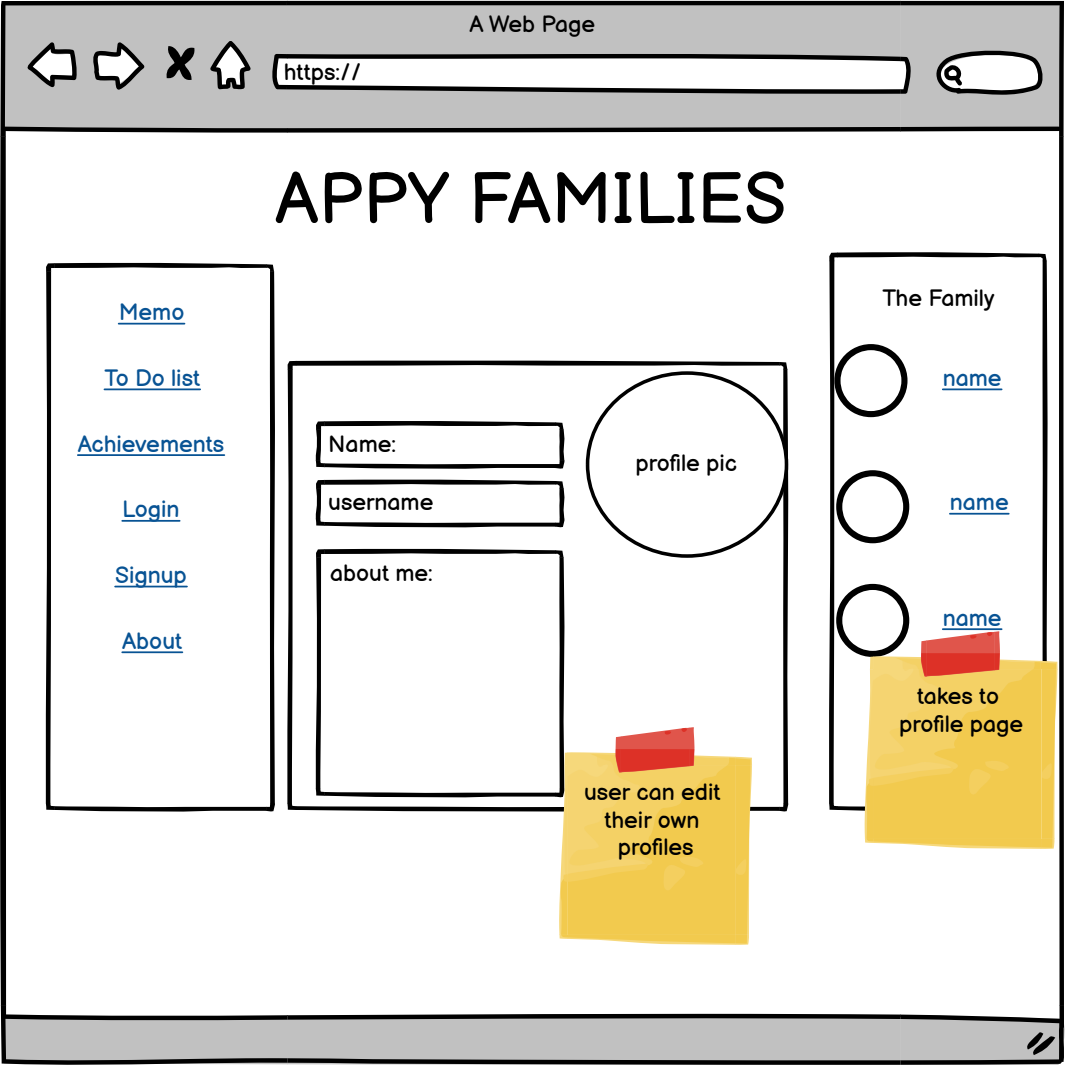 A Web Page
https://
APPY FAMILIES
Memo
To Do list
Achievements
Login
Signup
About
Name:
username
about me:
profile pic
user can edit
their own
profiles
The Family
name
name
name
takes to
profile page